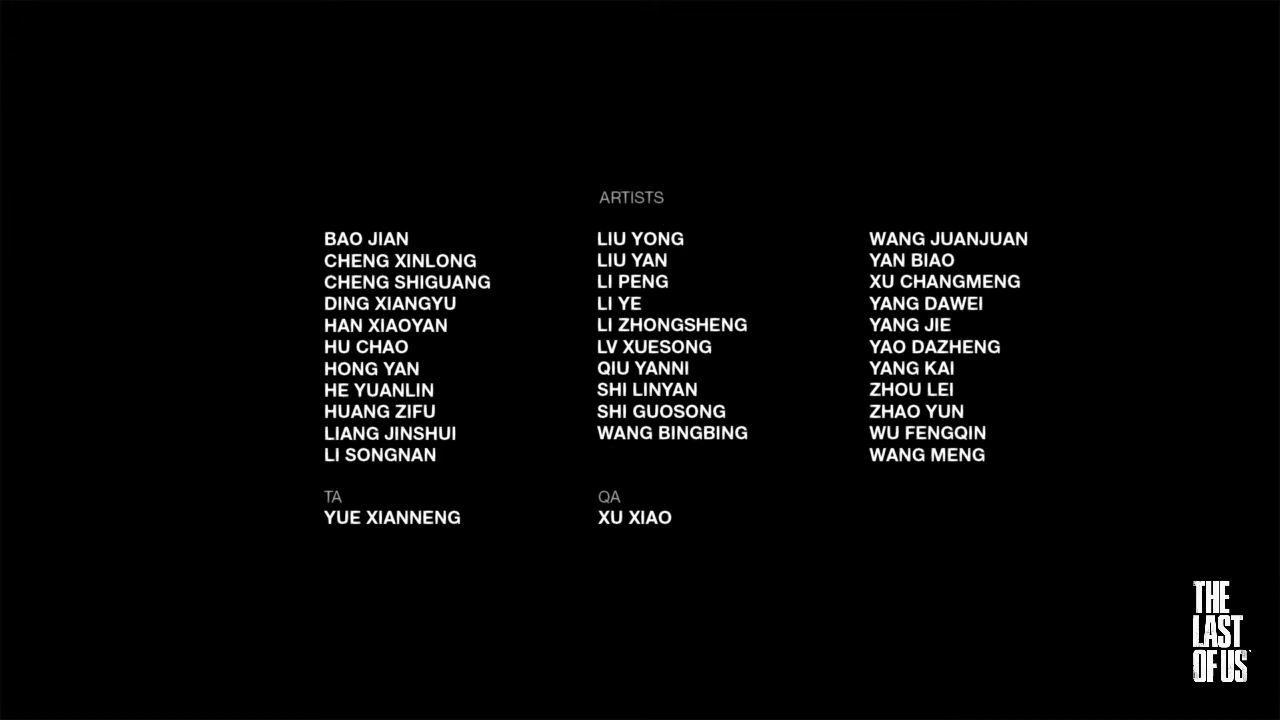 ARTISTS
BAO JIAN
CHENG XINLONG
CHENG SHIGUANG
DING XIANGYU
HAN XIAOYAN
HU CHAO
HONG YAN
HE YUANLIN
HUANG ZIFU
LIANG JINSHUI
LI SONGNAN
LIU YONG
LIU YAN
LI PENG
LI YE
LI ZHONGSHENG
LV XUESONG
QIU YANNI
SHI LINYAN
SHI GUOSONG
WANG BINGBING
WANG JUANJUAN
YAN BIAO
XU CHANGMENG
YANG DAWEI
YANG JIE
YAO DAZHENG
YANG KAI
ZHOU LEI
ZHAO YUN
WU FENGQIN
WANG MENG
TA
YUE XIANNENG
QA
XU XIAO
THE
LAST
OF US